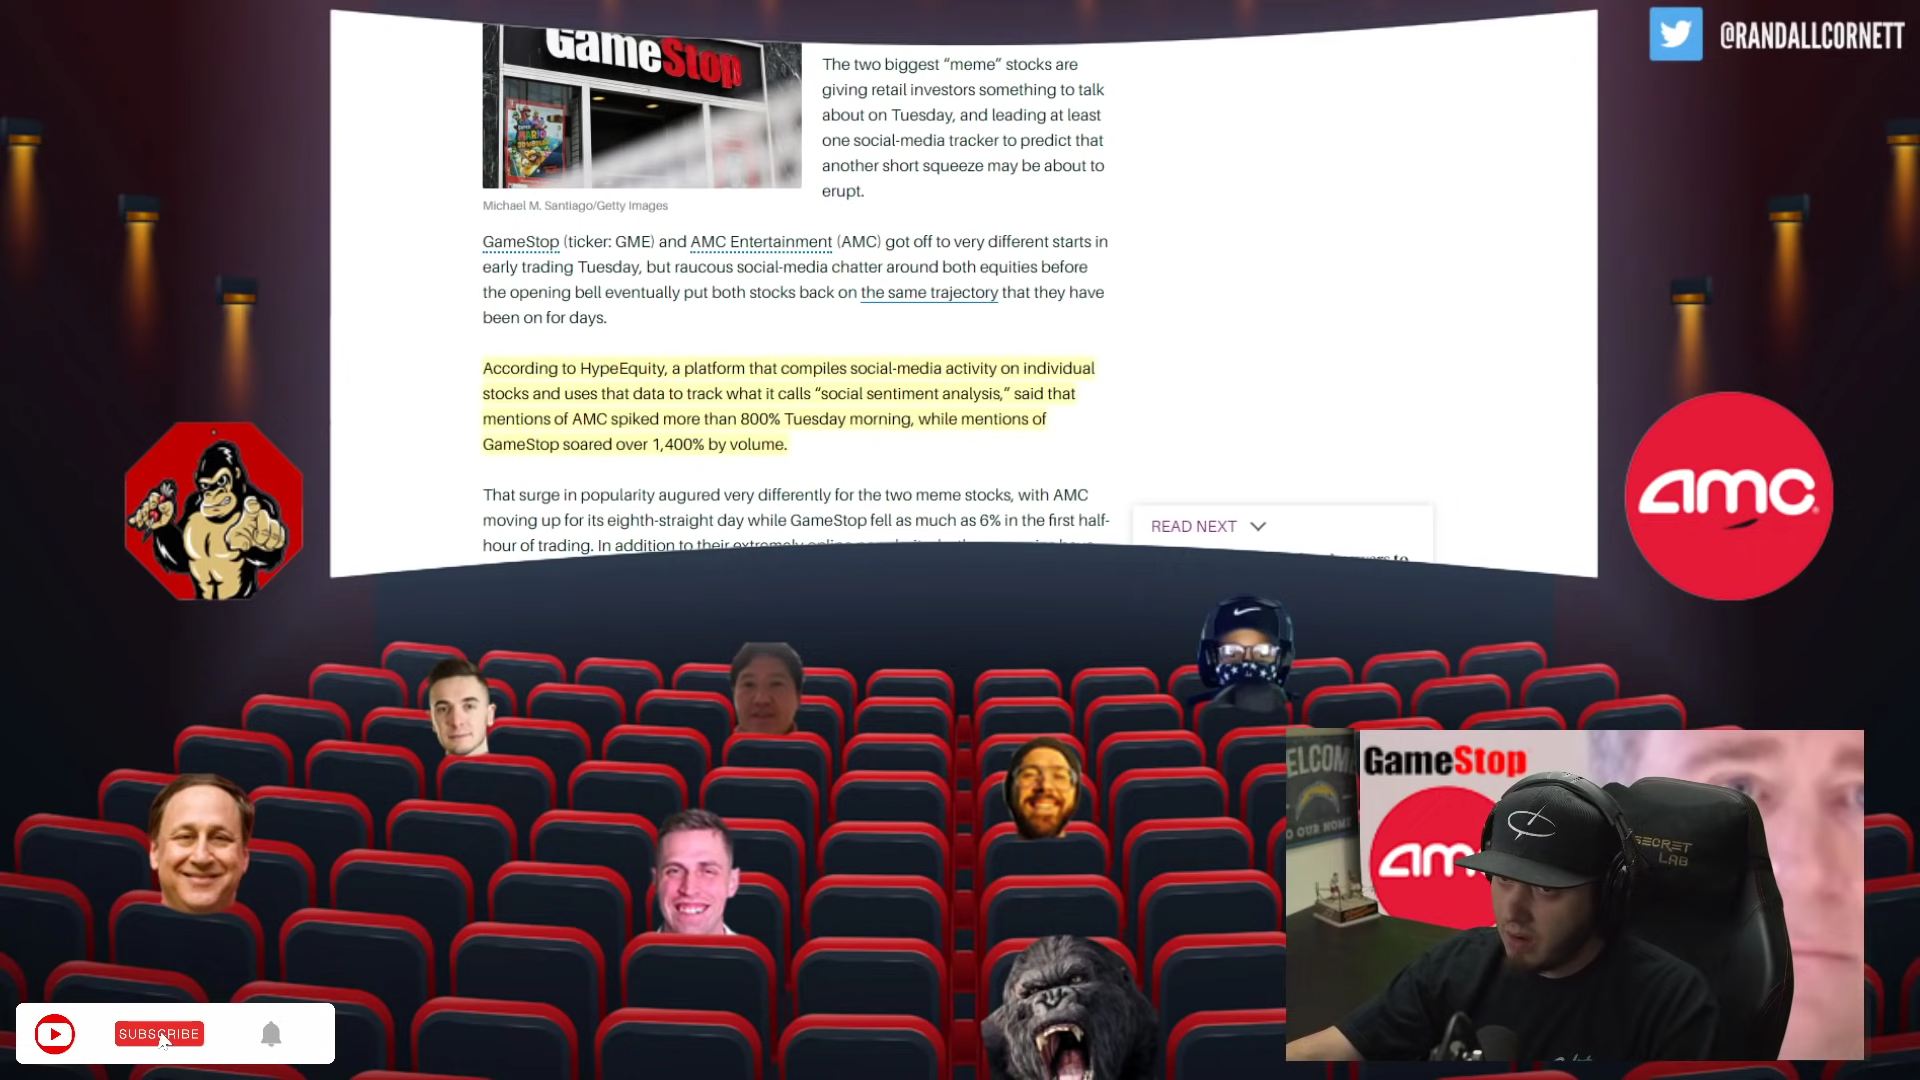 @RANDALLCORNETT
GameStop
The two biggest “meme” stocks are
giving retail investors something to talk
about on Tuesday, and leading at least
one social-media tracker to predict that
another short squeeze may be about to
erupt.
Michael M. Santiago/Getty Images
GameStop (ticker: GME) and AMC Entertainment (AMC) got off to very different starts in
early trading Tuesday, but raucous social-media chatter around both equities before
the opening bell eventually put both stocks back on the same trajectory that they have
been on for days.
According to HypeEquity, a platform that compiles social-media activity on individual
stocks and uses that data to track what it calls “social sentiment analysis,” said that
mentions of AMC spiked more than 800% Tuesday morning, while mentions of
GameStop soared over 1,400% by volume.
That surge in popularity augured very differently for the two meme stocks, with AMC
moving up for its eighth-straight day while GameStop fell as much as 6% in the first half-
hour of trading. In addition to their extremely online
READ NEXT
amc
GameStop
SECRET
LAB
SUBSCRIBE